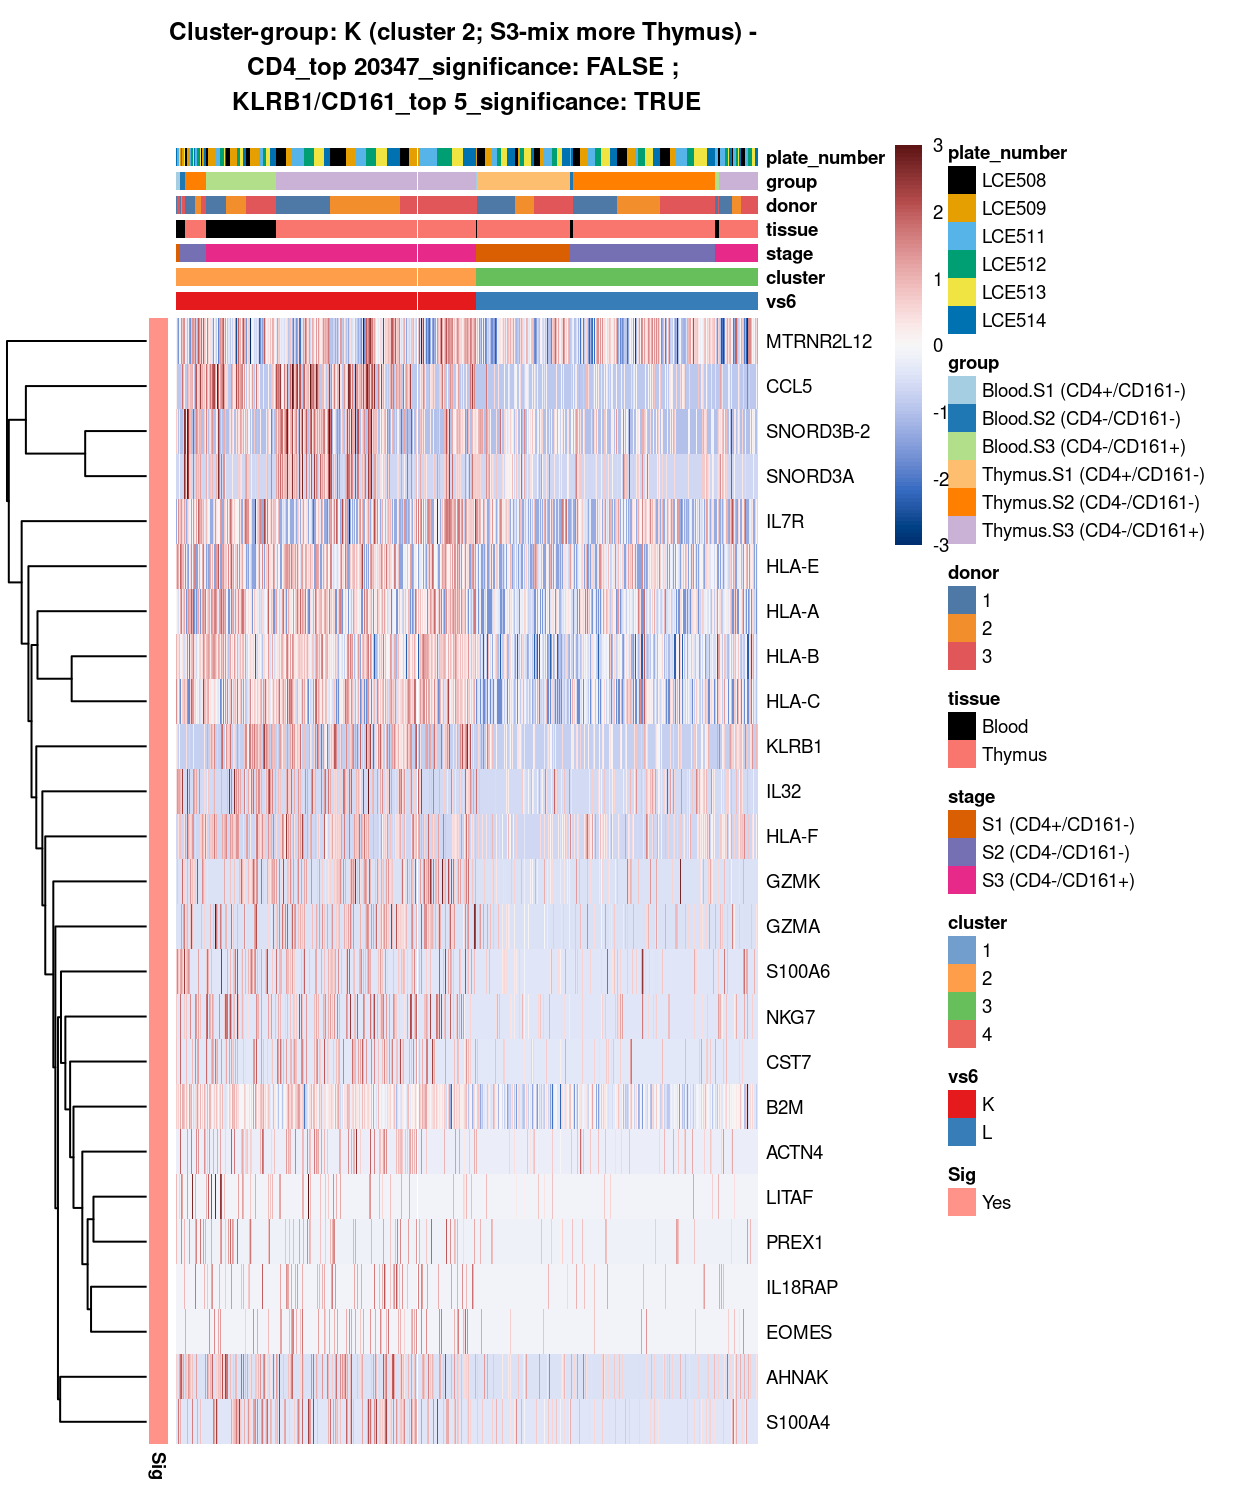 Cluster-group: K (cluster 2; S3-mix more Thymus) -
CD4_top 20347_significance: FALSE ;
KLRB1/CD161_top 5_significance: TRUE
plate_number
group
donor
tissue
stage
cluster
vs6
MTRNR2L12
CCL5
SNORD3B-2
SNORD3A
IL7R
HLA-E
HLA-A
HLA-B
HLA-C
KLRB1
IL32
HLA-F
GZMK
GZMA
S100A6
NKG7
CST7
B2M
ACTN4
LITAF
PREX1
IL18RAP
EOMES
AHNAK
S100A4
Sig
3
2
1
0
-1
-2
-3
plate_number
LCE508
LCE509
LCE511
LCE512
LCE513
LCE514
group
Blood.S1 (CD4+/CD161-)
Blood.S2 (CD4-/CD161-)
Blood.S3 (CD4-/CD161+)
Thymus.S1 (CD4+/CD161-)
Thymus.S2 (CD4-/CD161-)
Thymus.S3 (CD4-/CD161+)
donor
1
2
3
tissue
Blood
Thymus
stage
S1 (CD4+/CD161-)
S2 (CD4-/CD161-)
S3 (CD4-/CD161+)
cluster
1
2
3
4
vs6
K
L
Sig
Yes